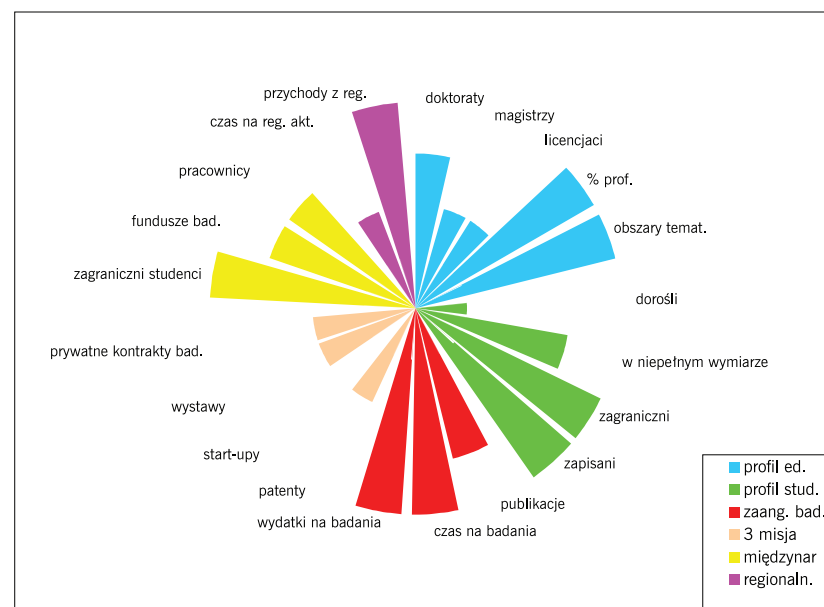 przychody z reg.
doktoraty
magistrzy
czas na reg. akt.
licencjaci
pracownicy
% prof.
fundusze bad.
obszary temat.
zagraniczni studenci
dorośli
prywatne kontrakty bad.
w niepełnym wymiarze
wystawy
zagraniczni
start-upy
zapisani
patenty
publikacje
wydatki na badania
czas na badania
profil ed.
profil stud.
zaang. bad.
3 misja
międzynar
regionaln.